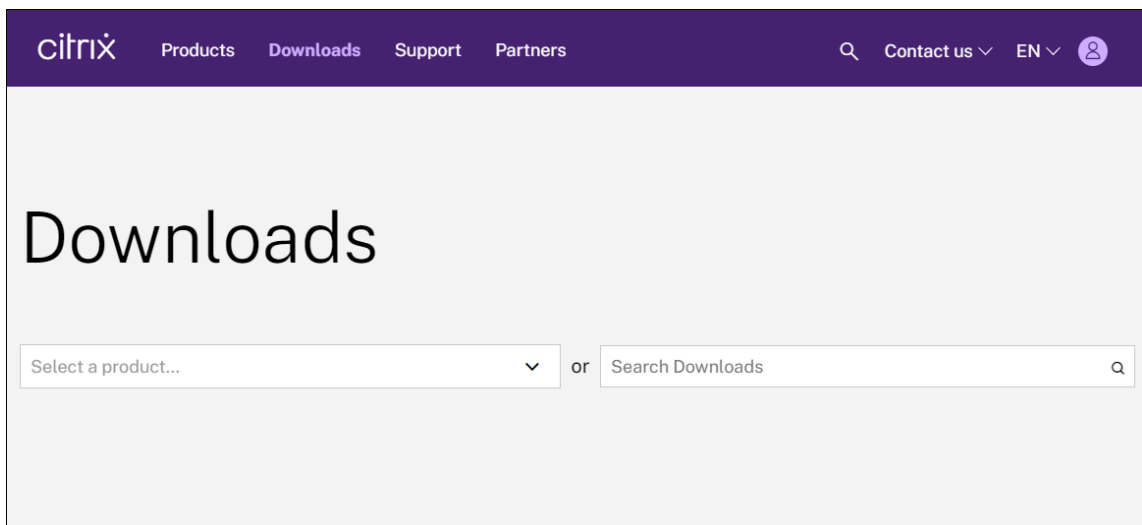 citrix Products Downloads Support Partners Contact us EN
Downloads
Select a product... or Search Downloads